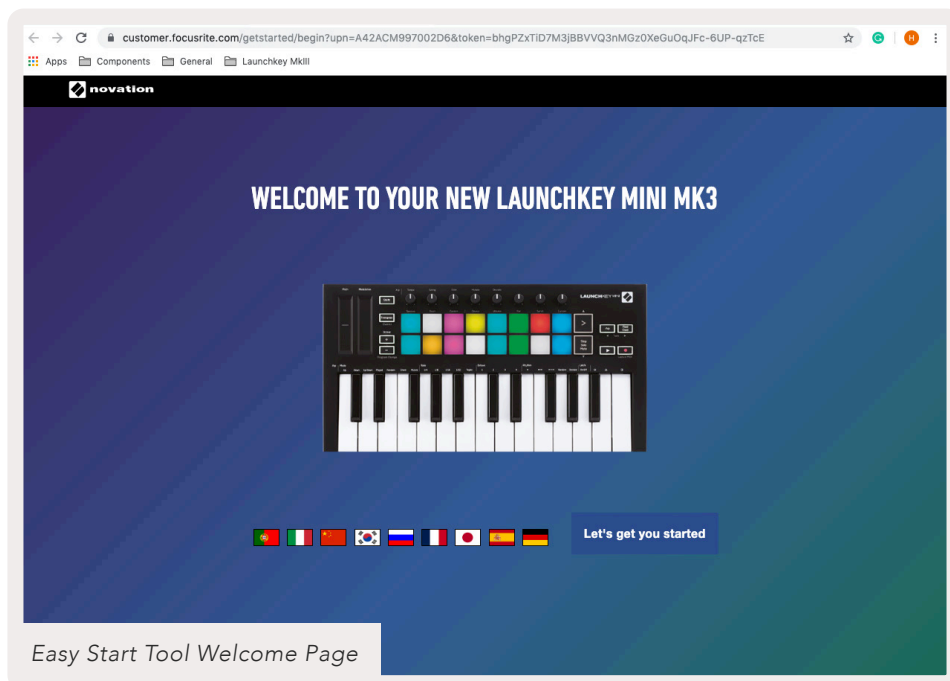 customer.focusrite.com/getstarted/begin?upn=A42ACM997002D6&token=bhgPZxTiD7M3jBBVVQ3nMGz0XeGuOqJFc-6UP-qzTcE
H
Apps Components General Launchkey MkIII
novation
WELCOME TO YOUR NEW LAUNCHKEY MINI MK3
LAUNCHKEY
Let's get you started
Easy Start Tool Welcome Page